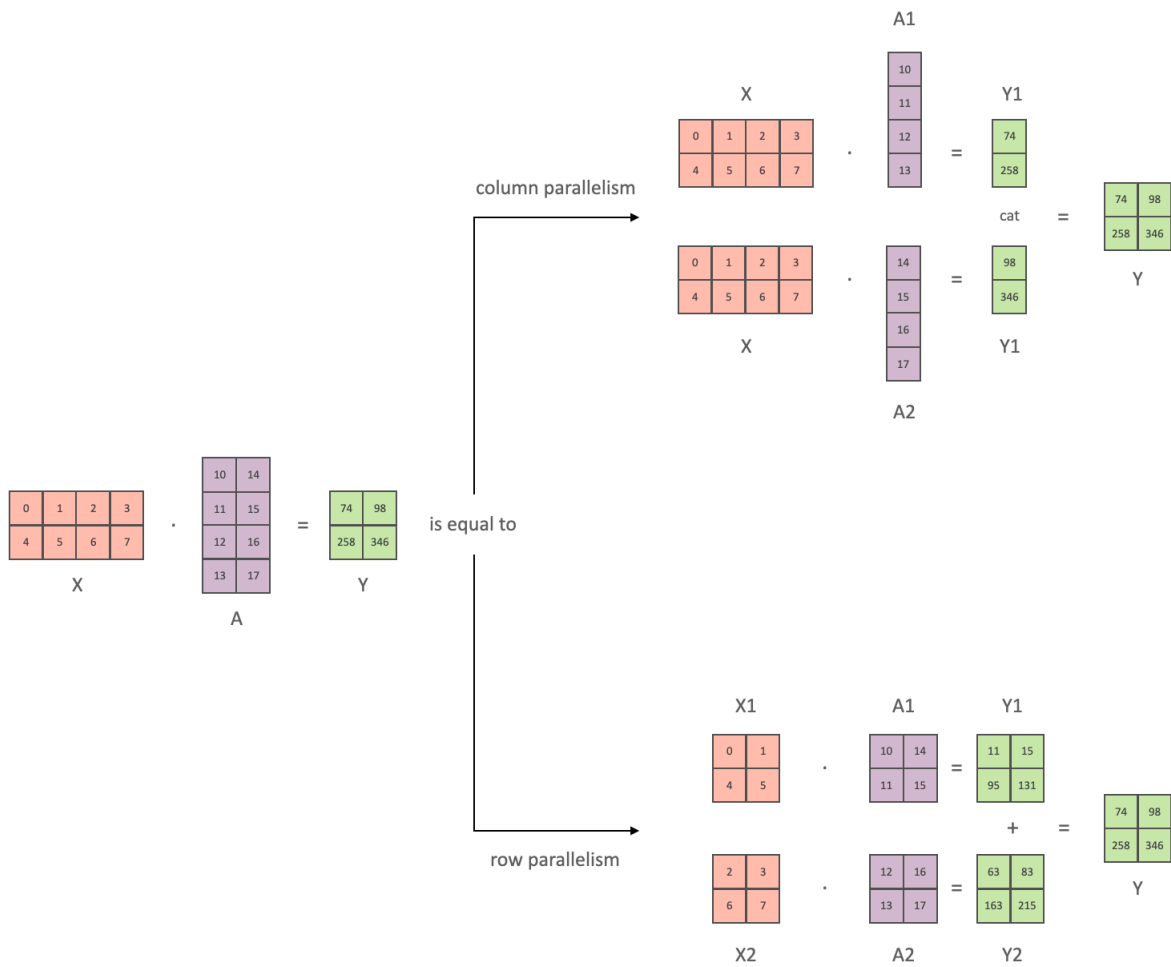 A1
10
11
12
13
X
0 1 2 3
4 5 6 7
·
=
Y1
74
258
column parallelism
cat
=
74 98
258 346
Y
0 1 2 3
4 5 6 7
X
·
14
15
16
17
A2
=
98
346
Y1
0 1 2 3
4 5 6 7
X
·
10 14
11 15
12 16
13 17
A
=
74 98
258 346
Y
is equal to
row parallelism
X1
0 1
4 5
·
A1
10 14
11 15
=
Y1
11 15
95 131
+
=
74 98
258 346
Y
2 3
6 7
X2
·
12 16
13 17
A2
=
63 83
163 215
Y2